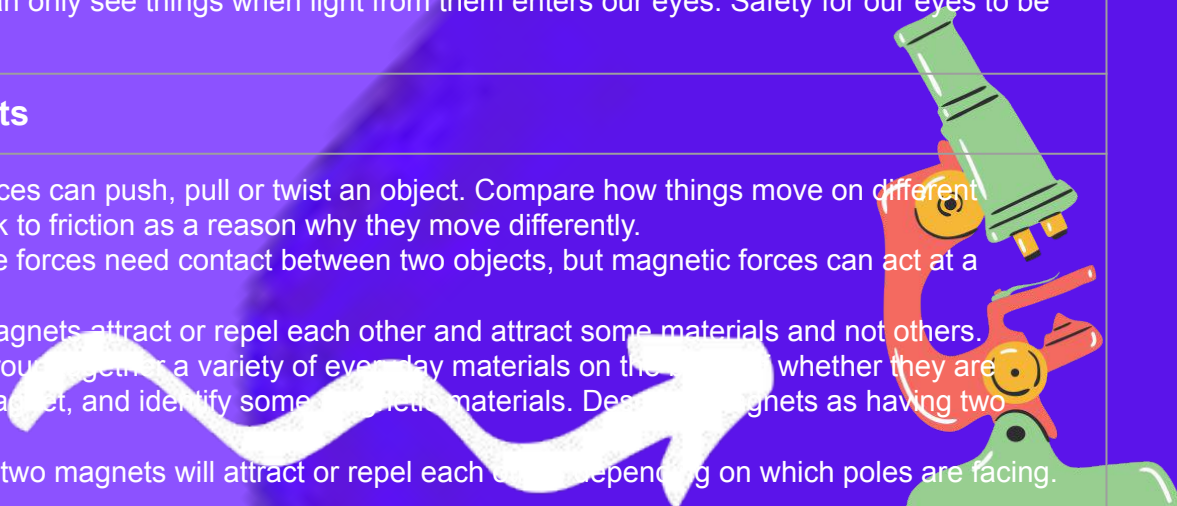 an only see things when light from them enters our eyes. Safety for our eyes to be
ts
ces can push, pull or twist an object. Compare how things move on different
k to friction as a reason why they move differently.
e forces need contact between two objects, but magnetic forces can act at a
agnets attract or repel each other and attract some materials and not others.
a variety of everyday materials on whether they are
and identify some materials. as having two
two magnets will attract or repel each on which poles are facing.